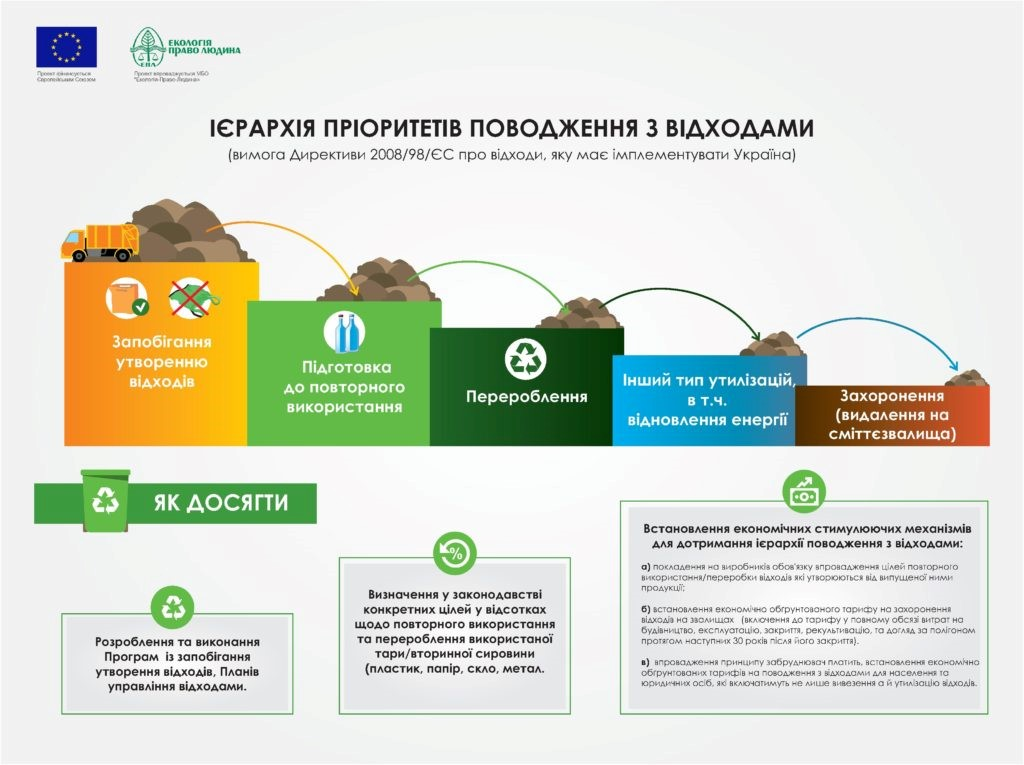 Проект фінансується
Європейським Союзом
ЕКОЛОГІЯ
ПРАВО ЛЮДИНА
ЕПЛ
Проект впроваджується МБО
"Екологія-Право-Людина»
ІЄРАРХІЯ ПРІОРИТЕТІВ ПОВОДЖЕННЯ З ВІДХОДАМИ
(вимога Директиви 2008/98/ЄС про відходи, яку має імплементувати Україна)
Запобігання
утворенню
відходів
Підготовка
до повторного
використання
Перероблення
Інший тип утилізацій,
в т.ч.
відновлення енергії
Захоронення
(видалення на
сміттєзвалища)
ЯК ДОСЯГТИ
Розроблення та виконання
Програм із запобігання
утворення відходів, Планів
управління відходами.
%
Визначення у законодавстві
конкретних цілей у відсотках
щодо повторного використання
та перероблення використаної
тари/вторинної сировини
(пластик, папір, скло, метал.
Встановлення економічних стимулюючих механізмів
для дотримання ієрархії поводження з відходами:
а) покладення на виробників обов'язку впровадження цілей повторного
використання/переробки відходів які утворюються від випущеної ними
продукції;
б) встановлення економічно обгрунтованого тарифу на захоронення
відходів на звалищах (включення до тарифу у повному обсязі витрат на
будівництво, експлуатацію, закриття, рекультивацію, та догляд за полігоном
протягом наступних 30 років після його закриття).
в) впровадження принципу забруднювач платить, встановлення економічно
обгрунтованих тарифів на поводження з відходами для населення та
юридичних осіб, які включатимуть не лише вивезення а й утилізацію відходів.